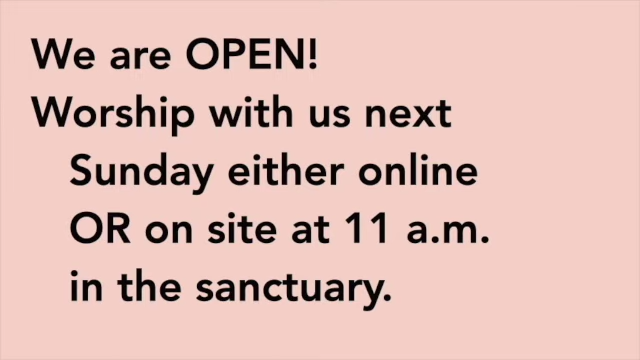 We are OPEN!
Worship with us next
Sunday either online
OR on site at 11 a.m.
in the sanctuary.